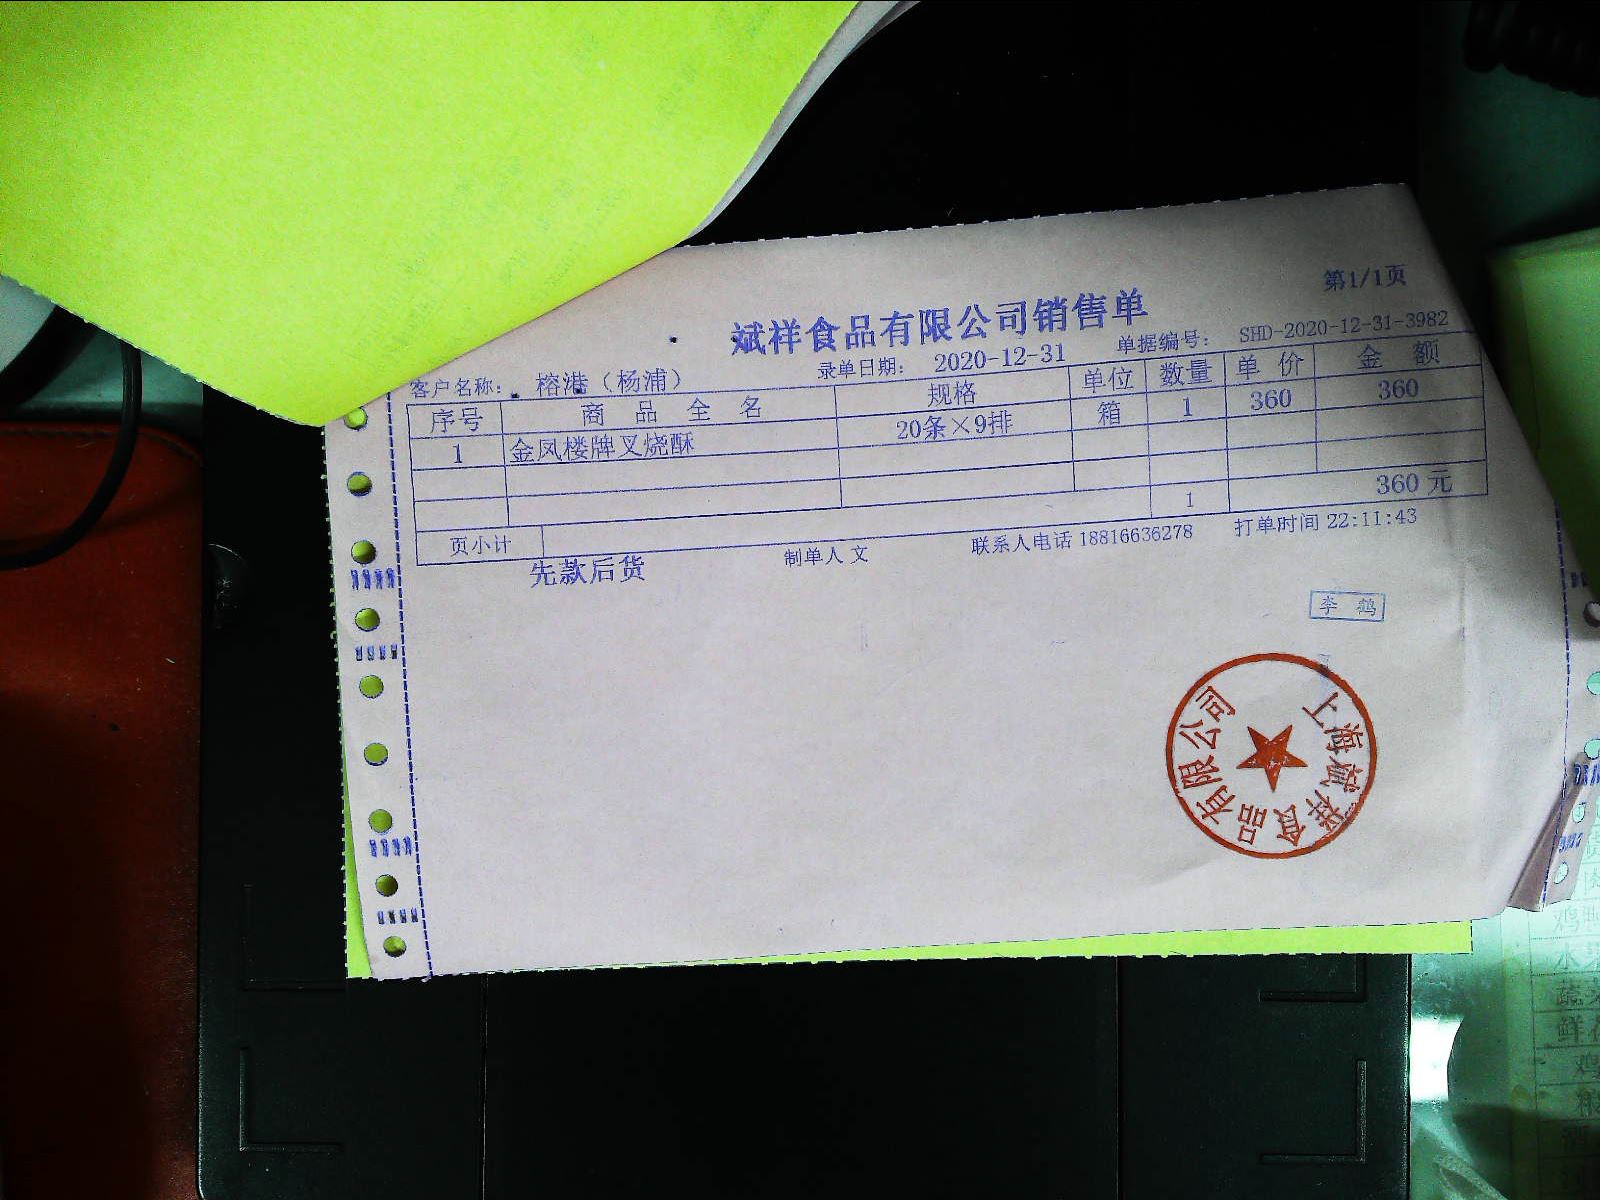 第1/1页
斌祥食品有限公司销售单
客户名称: 榕港（杨浦） 录单日期: 2020-12-31 单据编号: SHD-2020-12-31-3982
序号 商品全名 规格 单位 数量 单价 金额
1 金凤楼牌叉烧酥 20条×9排 箱 1 360 360
页小计 1 360 元
先款后货 制单人 文 联系人电话 18816636278 打单时间 22:11:43
李 鹤
上海斌祥食品有限公司
蔬
鸡